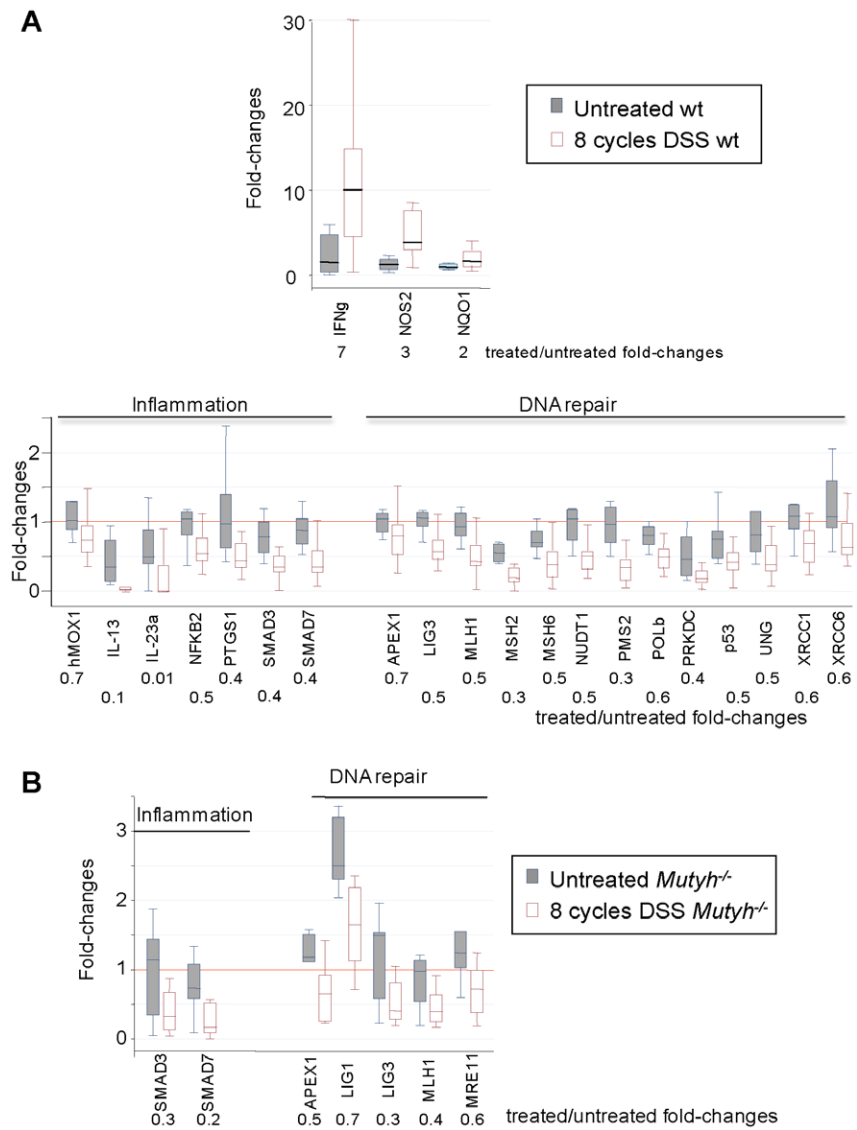 A
30
20
10
0
Fold-changes
Untreated wt
8 cycles DSS wt
IFNg
NOS2
NQO1
7 3 2 treated/untreated fold-changes
Inflammation DNA repair
2
1
0
Fold-changes
hMOX1 IL-13 IL-23a NFKB2 PTGS1 SMAD3 SMAD7 APEX1 LIG3 MLH1 MSH2 MSH6 NUDT1 PMS2 POLb PRKDC p53 UNG XRCC1 XRCC6
0.7 0.01 0.4 0.4 0.7 0.5 0.5 0.3 0.4 0.5 0.6
0.1 0.5 0.4 0.5 0.3 0.5 0.6 0.5 0.6
treated/untreated fold-changes
B
DNA repair
Inflammation
3
2
1
0
Fold-changes
Untreated Mutyh-/-
8 cycles DSS Mutyh-/-
SMAD3 SMAD7 APEX1 LIG1 LIG3 MLH1 MRE11
0.3 0.2 0.5 0.7 0.3 0.4 0.6 treated/untreated fold-changes